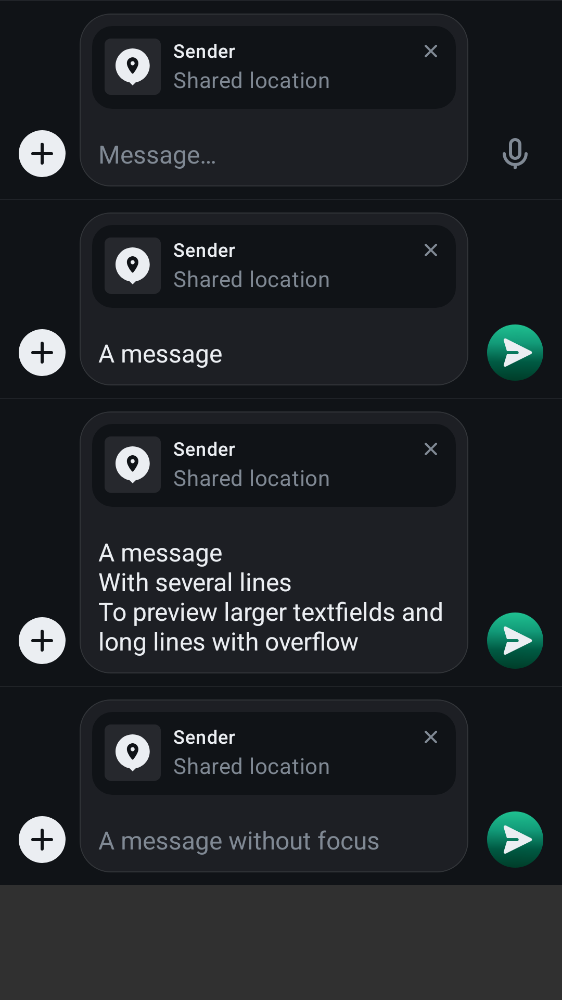 Sender
Shared location
Message…
Sender
Shared location
A message
Sender
Shared location
A message
With several lines
To preview larger textfields and
long lines with overflow
Sender
Shared location
A message without focus